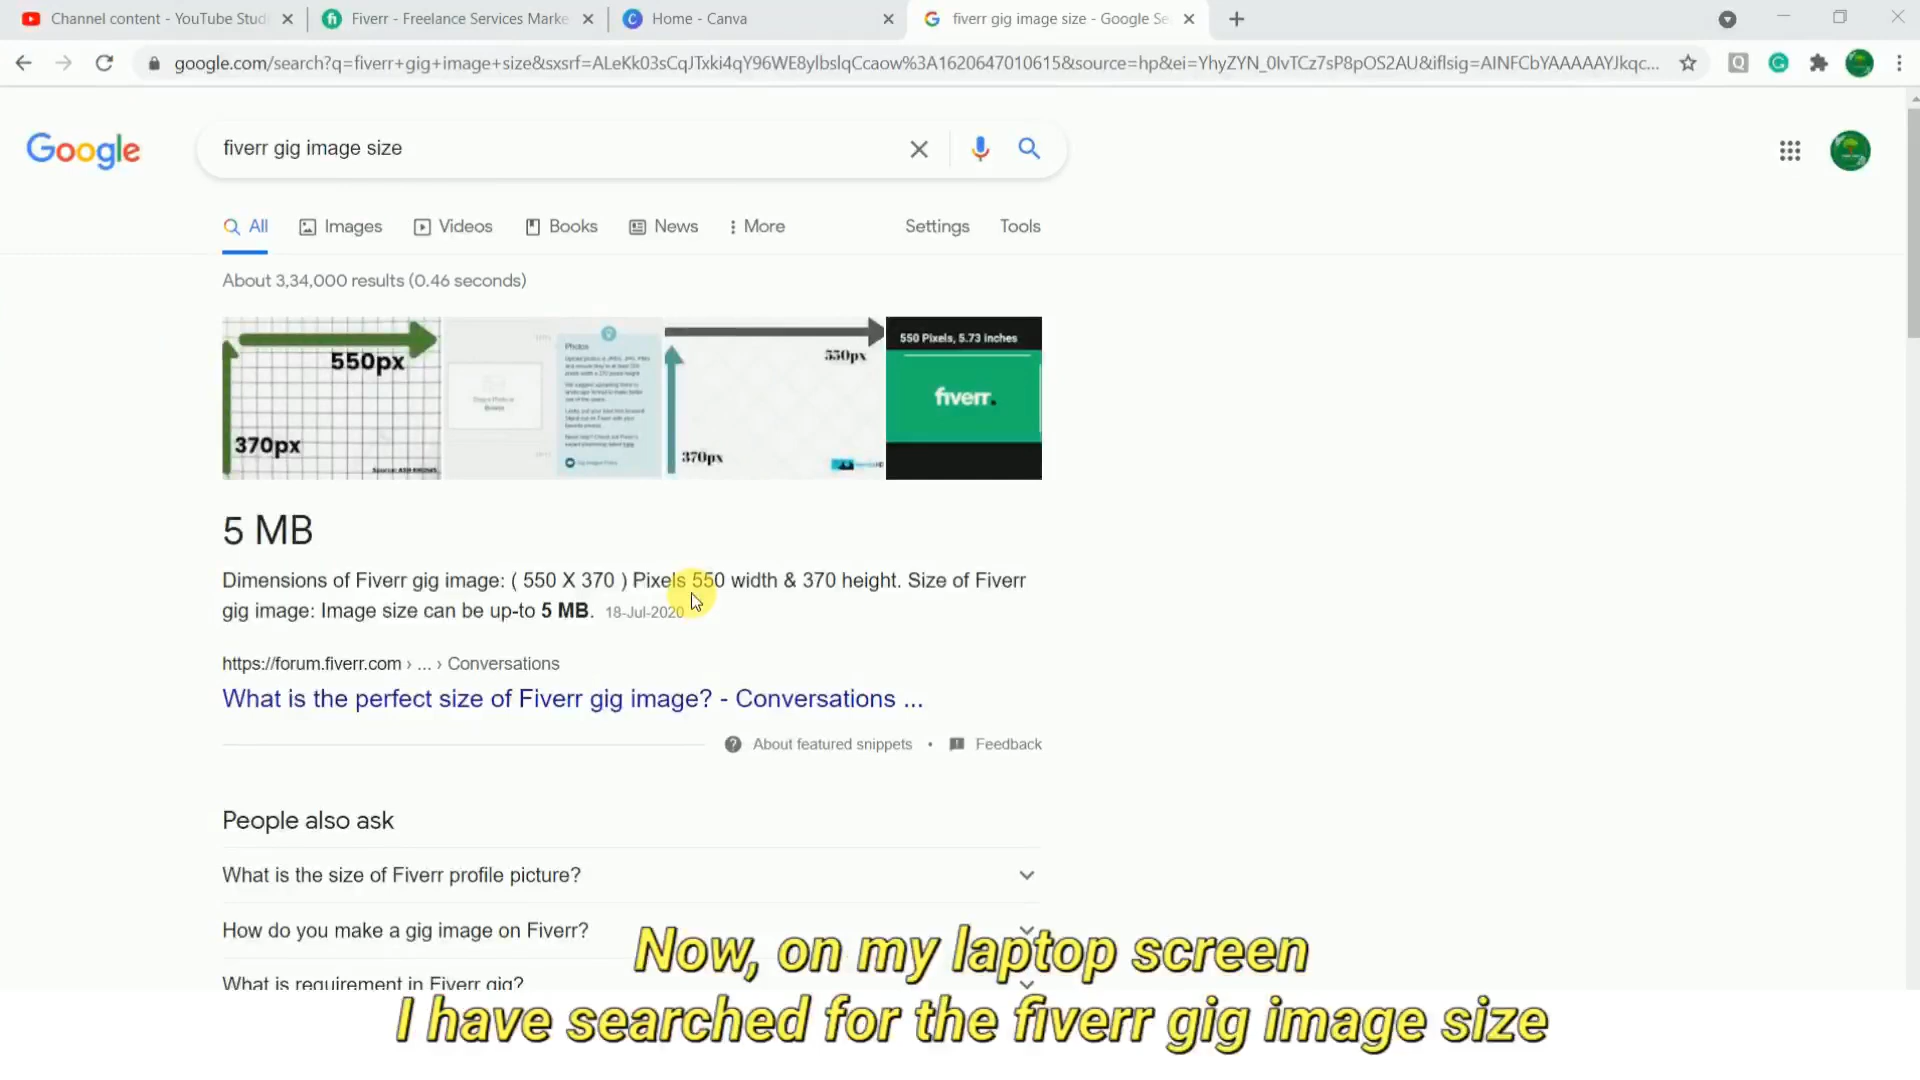 Channel content - YouTube Stud
Fiverr - Freelance Services Marke
Home - Canva
fiverr gig image size - Google Se
google.com/search?q=fiverr+gig+image+size&sxsrf=ALeKk03sCqJTxki4qY96WE8ylbslqCcaow%3A1620647010615&source=hp&ei=YhyZYN_0IvTCz7sP8pOS2AU&iflsig=AINFCbYAAAAAYJkqc...
Google
fiverr gig image size
All Images Videos Books News More Settings Tools
About 3,34,000 results (0.46 seconds)
550px
370px
Photos
550px
370px
550 Pixels, 5.73 inches
fiverr.
5 MB
Dimensions of Fiverr gig image: ( 550 X 370 ) Pixels 550 width & 370 height. Size of Fiverr
gig image: Image size can be up-to 5 MB. 18-Jul-2020
https://forum.fiverr.com › ... › Conversations
What is the perfect size of Fiverr gig image? - Conversations ...
About featured snippets • Feedback
People also ask
What is the size of Fiverr profile picture?
How do you make a gig image on Fiverr?
What is requirement in Fiverr gig?
Now, on my laptop screen
I have searched for the fiverr gig image size